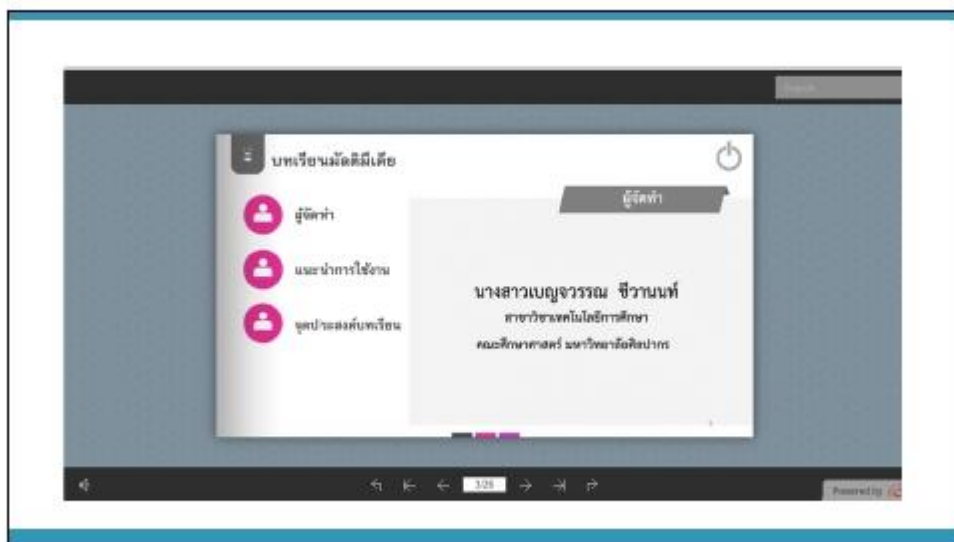 Search
บทเรียนมัลติมีเดีย
ผู้จัดทำ
ผู้จัดทำ
แนะนำการใช้งาน
จุดประสงค์บทเรียน
นางสาวเบญจวรรณ ชีวานนท์
สาขาวิชาเทคโนโลยีการศึกษา
คณะศึกษาศาสตร์ มหาวิทยาลัยศิลปากร
3/26
Powered by